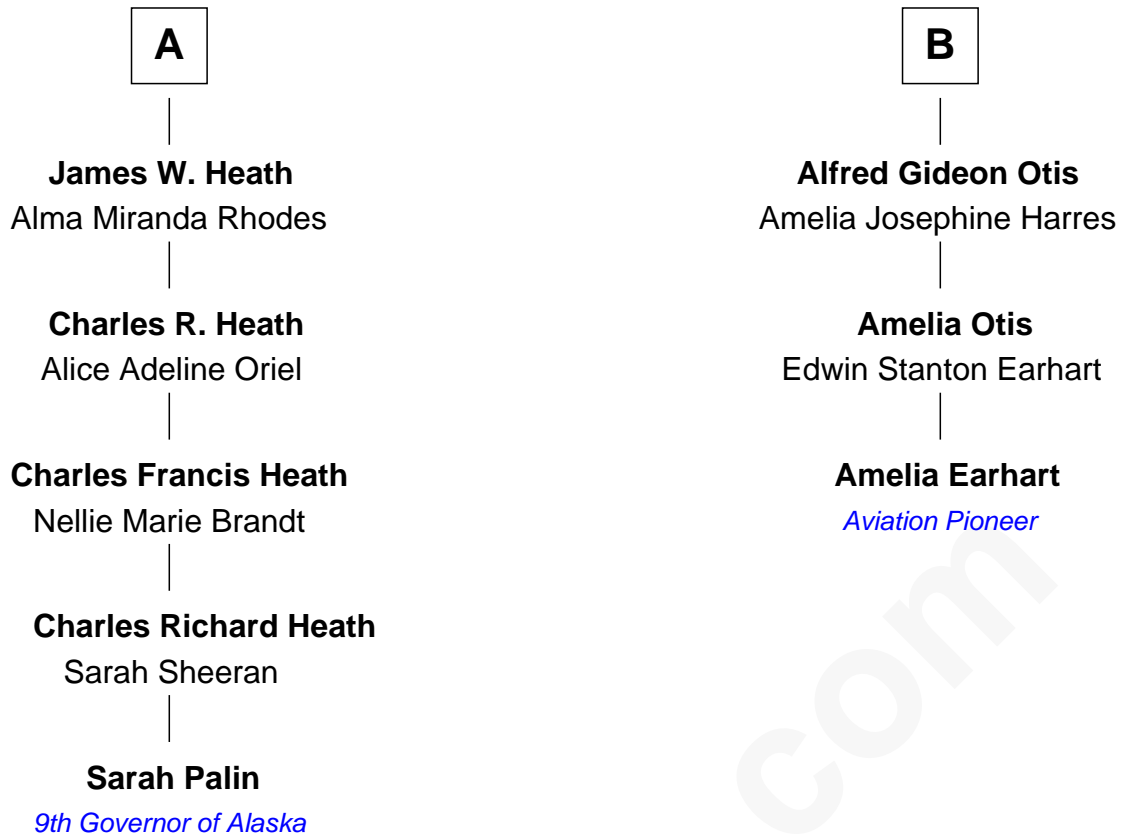 A
James W. Heath
Alma Miranda Rhodes
Charles R. Heath
Alice Adeline Oriel
Charles Francis Heath
Nellie Marie Brandt
Charles Richard Heath
Sarah Sheeran
Sarah Palin
9th Governor of Alaska
B
Alfred Gideon Otis
Amelia Josephine Harres
Amelia Otis
Edwin Stanton Earhart
Amelia Earhart
Aviation Pioneer
com